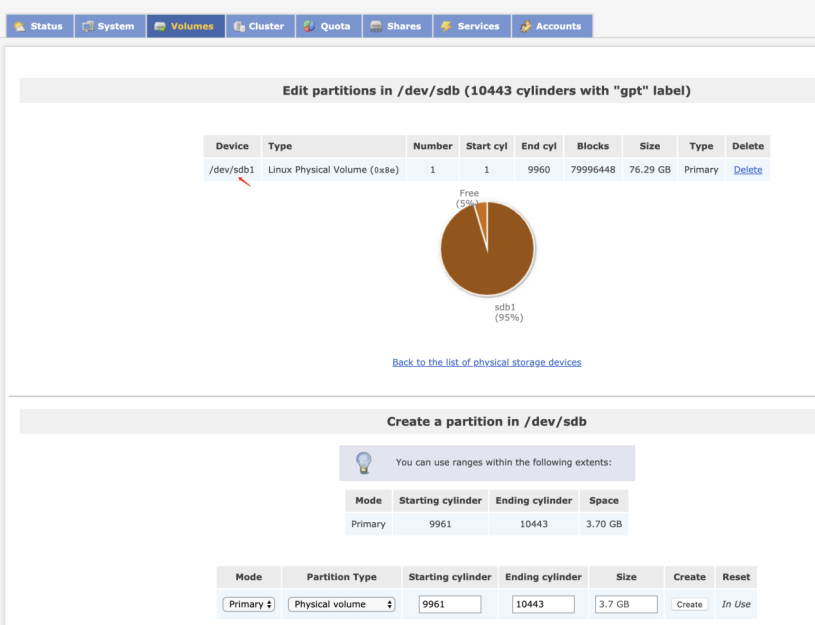 Status System Volumes Cluster Quota Shares Services Accounts
Edit partitions in /dev/sdb (10443 cylinders with "gpt" label)
Device Type Number Start cyl End cyl Blocks Size Type Delete
/dev/sdb1 Linux Physical Volume (0x8e) 1 1 9960 79996448 76.29 GB Primary Delete
Free
(5%)
sdb1
(95%)
Back to the list of physical storage devices
Create a partition in /dev/sdb
You can use ranges within the following extents:
Mode Starting cylinder Ending cylinder Space
Primary 9961 10443 3.70 GB
Mode Partition Type Starting cylinder Ending cylinder Size Create Reset
Primary Physical volume 9961 10443 3.7 GB Create In Use